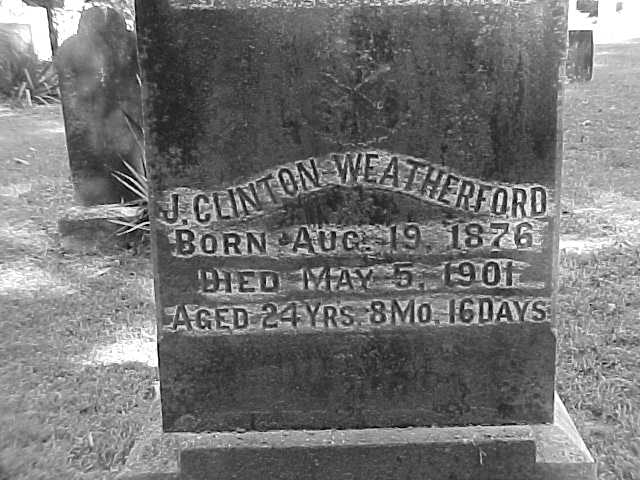 J. CLINTON WEATHERFORD
BORN AUG. 19, 1876
DIED MAY 5, 1901
AGED 24 YRS. 8 MO. 16 DAYS